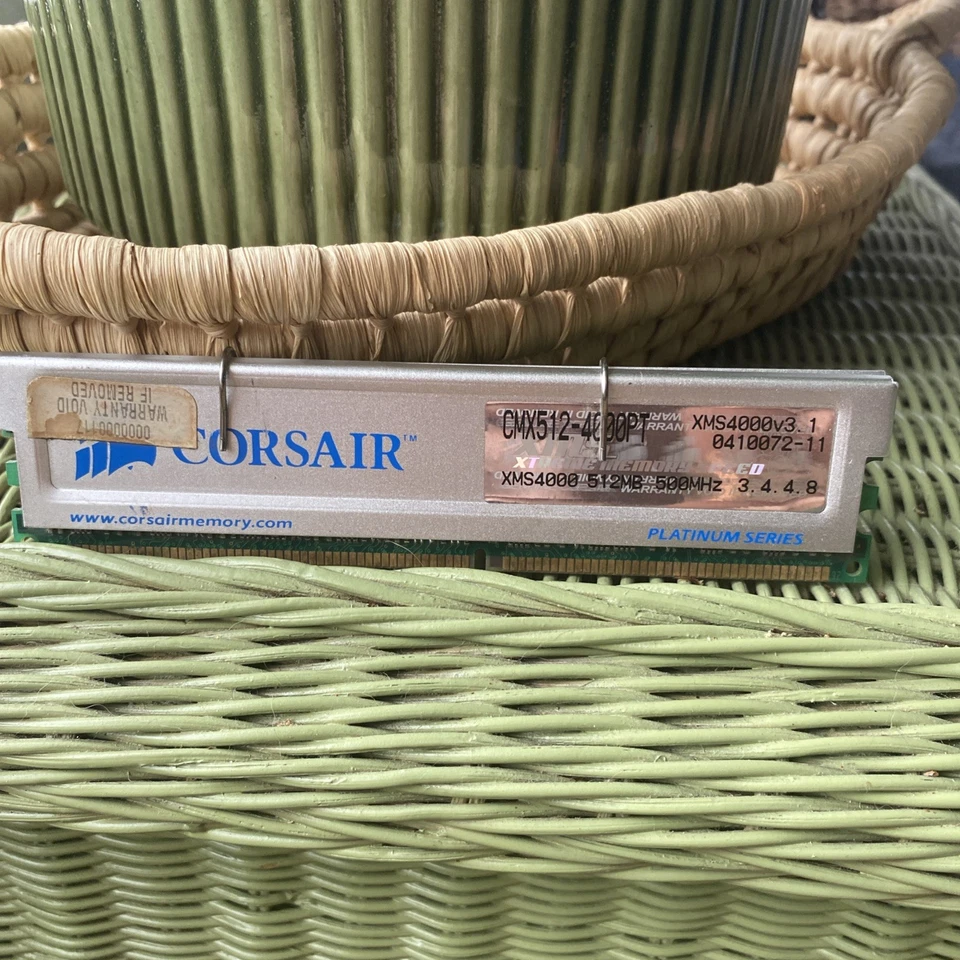 WARRANTY VOID
IF REMOVED
CORSAIR™
www.corsairmemory.com
CMX512-4000PT
XMS4000v3.1
0410072-11
XMS4000 512MB 500MHz 3.4.4.8
PLATINUM SERIES